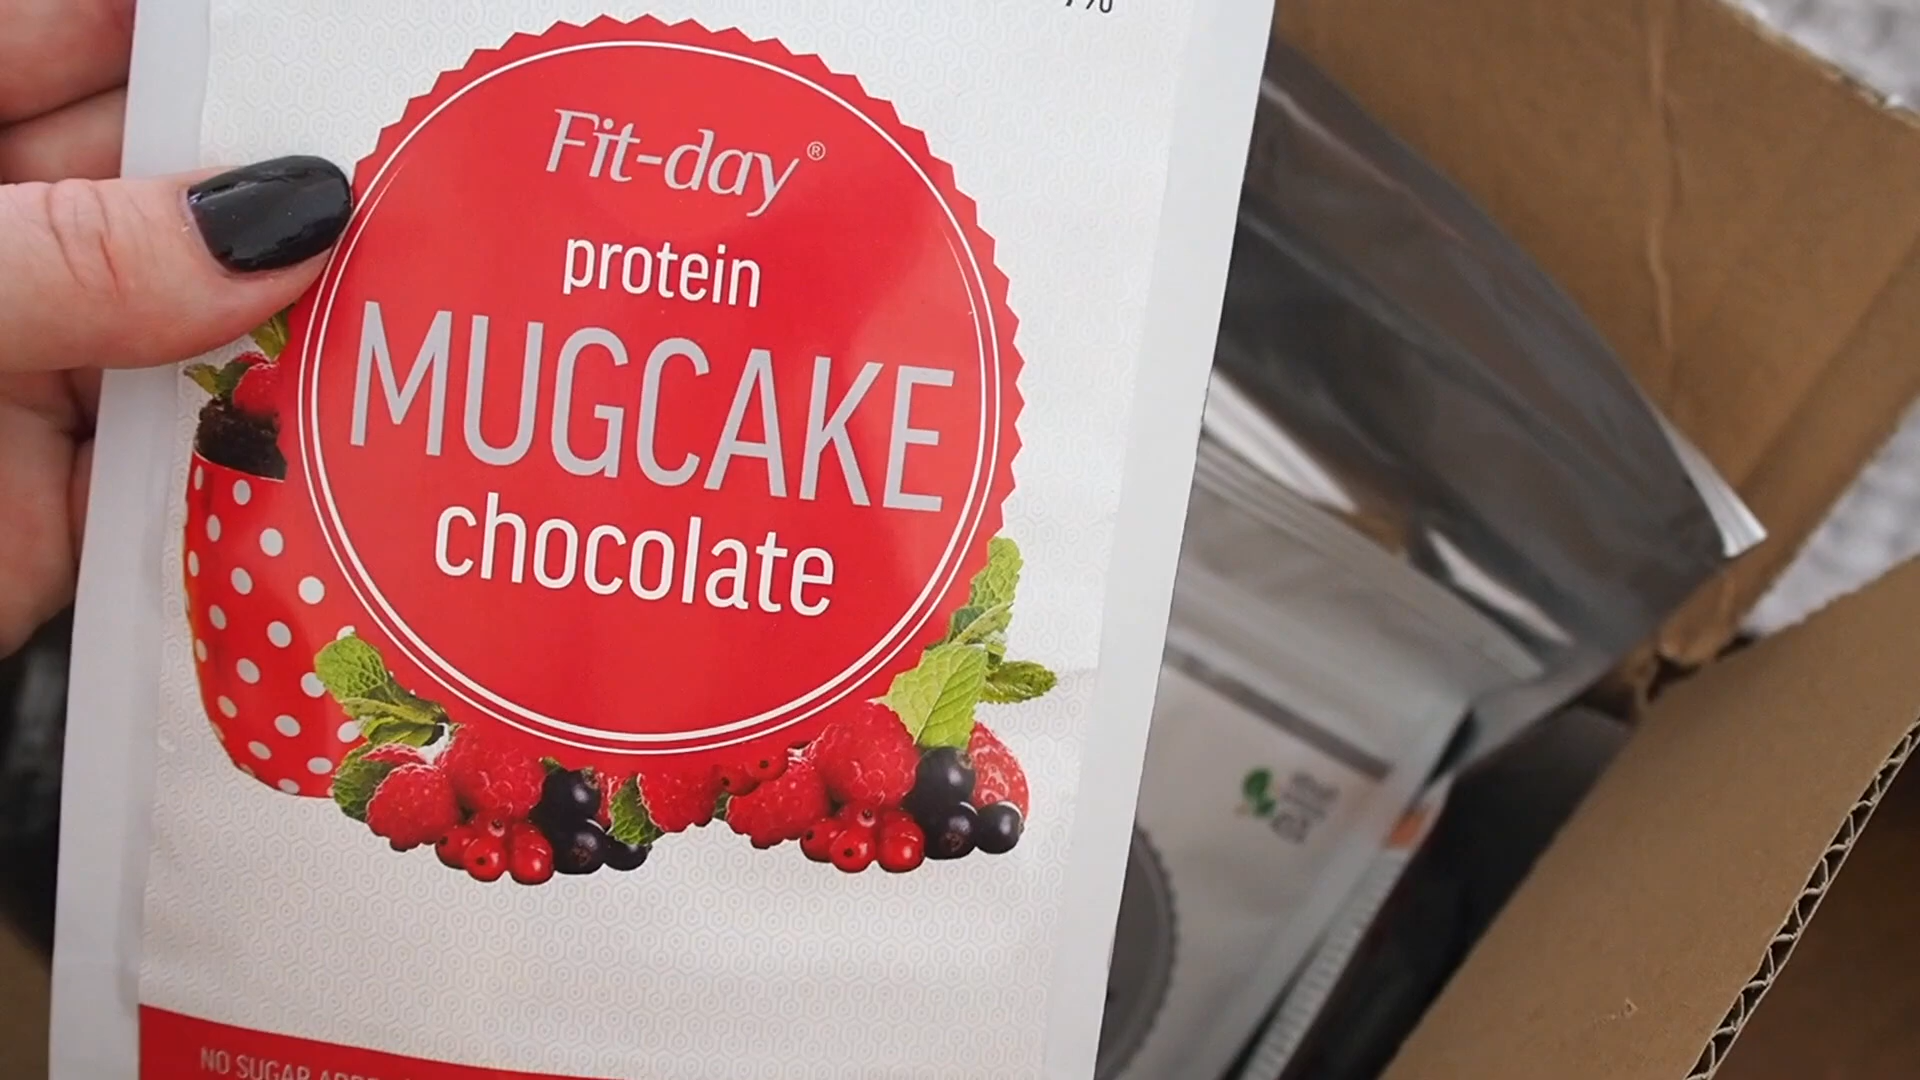 Fit-day®
protein
MUGCAKE
chocolate
NO SUGAR